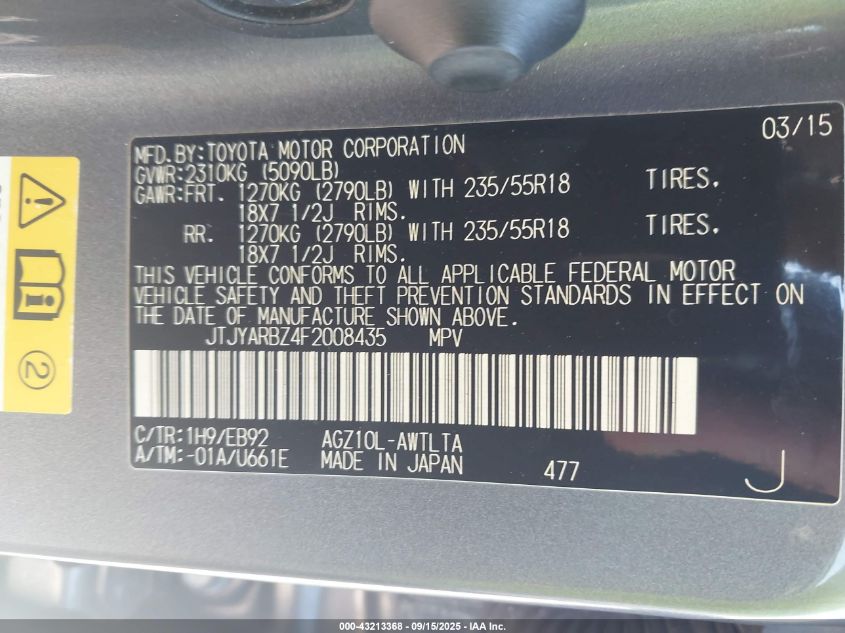 03/15
MFD.BY:TOYOTA MOTOR CORPORATION
GVWR:2310KG (5090LB)
GAWR:FRT. 1270KG (2790LB) WITH 235/55R18 TIRES.
18X7 1/2J RIMS.
RR. 1270KG (2790LB) WITH 235/55R18 TIRES.
18X7 1/2J RIMS.
THIS VEHICLE CONFORMS TO ALL APPLICABLE FEDERAL MOTOR
VEHICLE SAFETY AND THEFT PREVENTION STANDARDS IN EFFECT ON
THE DATE OF MANUFACTURE SHOWN ABOVE.
JTJYARBZ4F2008435 MPV
C/TR:1H9/EB92 AGZ10L-AWTLTA
A/TM:-01A/U661E MADE IN JAPAN 477 J
2
000-43213368 - 09/15/2025 - IAA Inc.